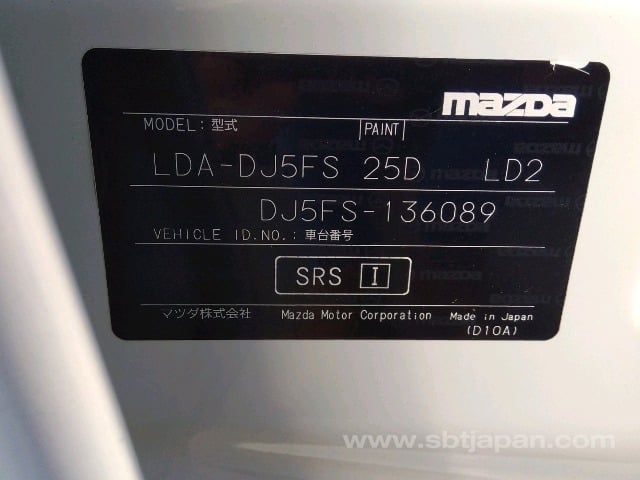 mazda
MODEL: 型式 PAINT
LDA-DJ5FS 25D LD2
DJ5FS-136089
VEHICLE ID.NO.: 車台番号
SRS I
マツダ株式会社 Mazda Motor Corporation Made in Japan
(D10A)
www.sbtjapan.com